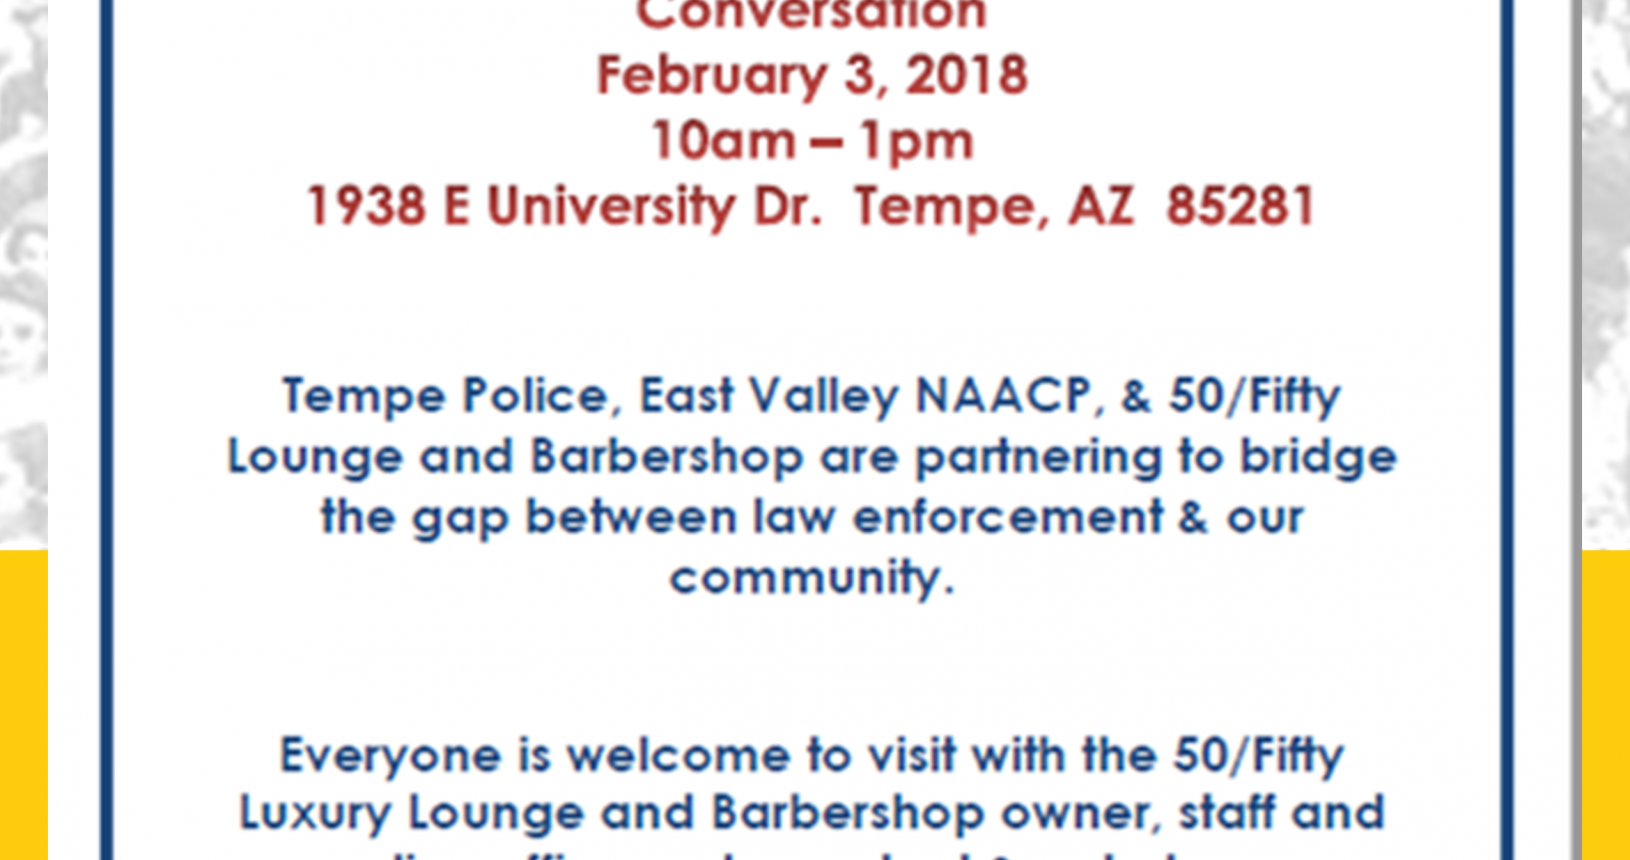 Conversation
February 3, 2018
10am – 1pm
1938 E University Dr.  Tempe, AZ  85281
Tempe Police, East Valley NAACP, & 50/Fifty
Lounge and Barbershop are partnering to bridge
the gap between law enforcement & our
community.
Everyone is welcome to visit with the 50/Fifty
Luxury Lounge and Barbershop owner, staff and